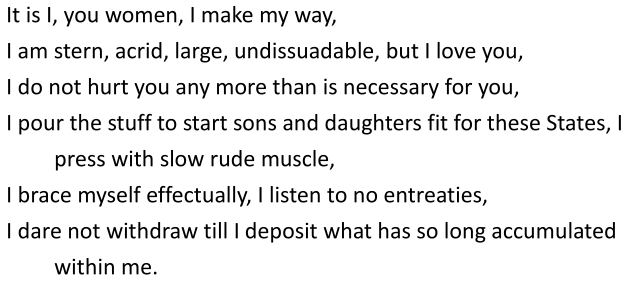 It is I, you women, I make my way,
I am stern, acrid, large, undissuadable, but I love you,
I do not hurt you any more than is necessary for you,
I pour the stuff to start sons and daughters fit for these States, I
press with slow rude muscle,
I brace myself effectually, I listen to no entreaties,
I dare not withdraw till I deposit what has so long accumulated
within me.